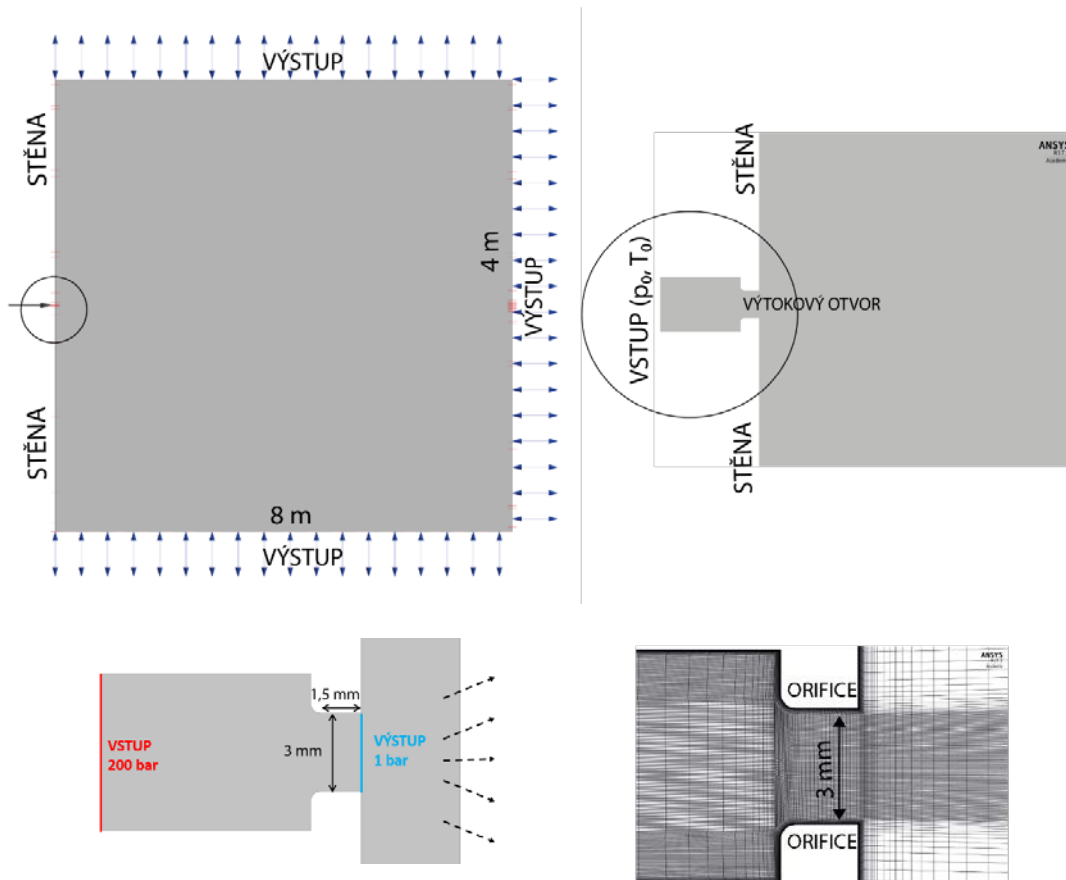 VÝSTUP
STĚNA
4 m
VÝSTUP
STĚNA
8 m
VÝSTUP
ANSYS
STĚNA
VSTUP (p₀, T₀)
VÝTOKOVÝ OTVOR
STĚNA
1,5 mm
VSTUP
200 bar
3 mm
VÝSTUP
1 bar
ANSYS
ORIFICE
3 mm
ORIFICE